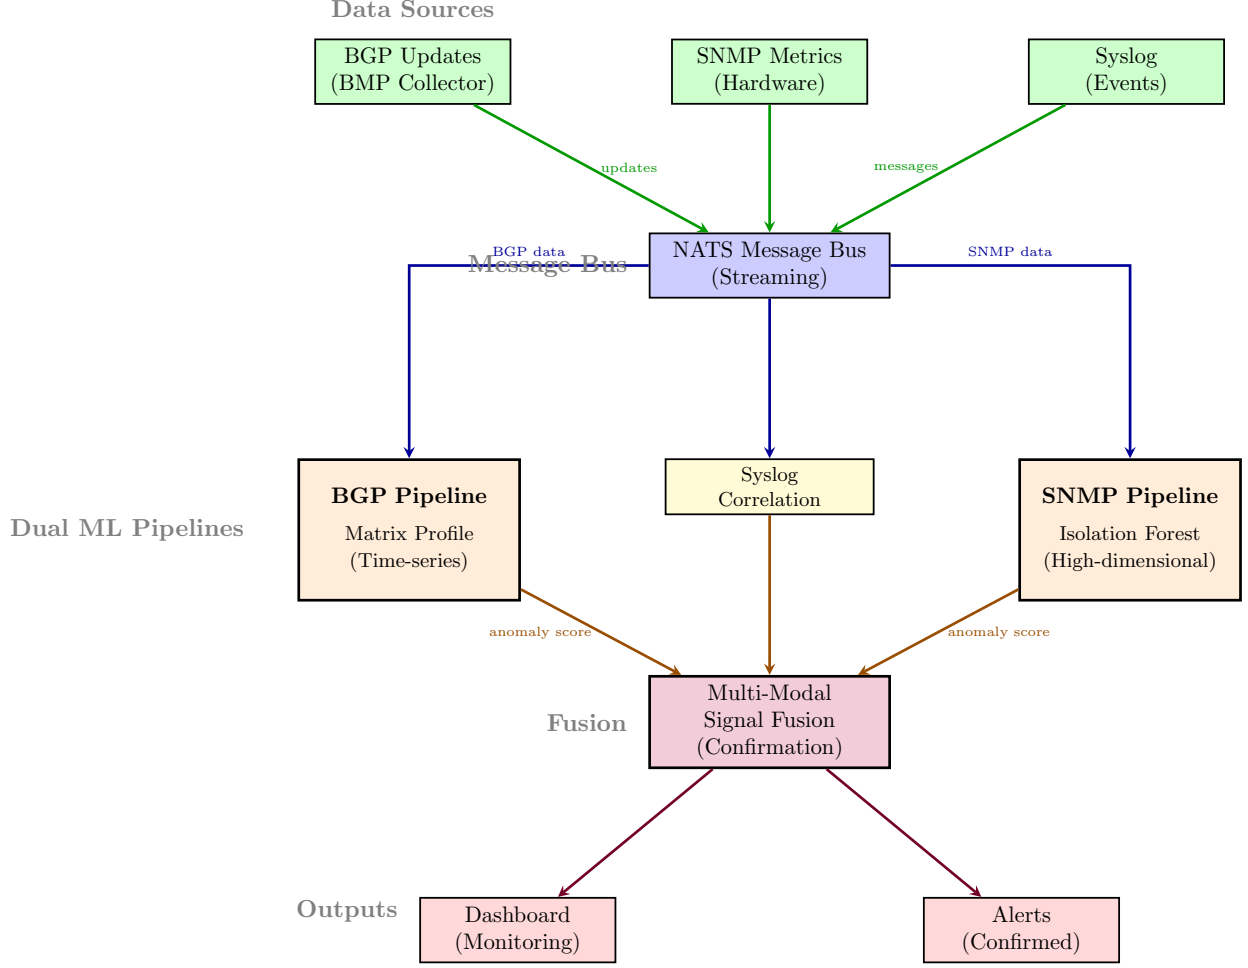 Data Sources
BGP Updates
(BMP Collector)
SNMP Metrics
(Hardware)
Syslog
(Events)
updates
messages
BGP data
Message Bus
NATS Message Bus
(Streaming)
SNMP data
Dual ML Pipelines
BGP Pipeline
Matrix Profile
(Time-series)
Syslog
Correlation
SNMP Pipeline
Isolation Forest
(High-dimensional)
anomaly score
anomaly score
Fusion
Multi-Modal
Signal Fusion
(Confirmation)
Outputs
Dashboard
(Monitoring)
Alerts
(Confirmed)